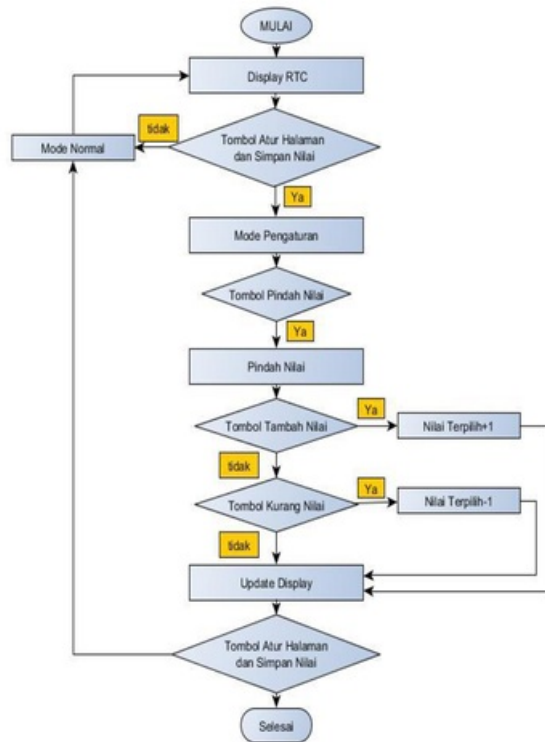 MULAI
Display RTC
tidak
Mode Normal
Tombol Atur Halaman
dan Simpan Nilai
Ya
Mode Pengaturan
Tombol Pindah Nilai
Ya
Pindah Nilai
Tombol Tambah Nilai
Ya
Nilai Terpilih+1
tidak
Tombol Kurang Nilai
Ya
Nilai Terpilih-1
tidak
Update Display
Tombol Atur Halaman
dan Simpan Nilai
Selesai